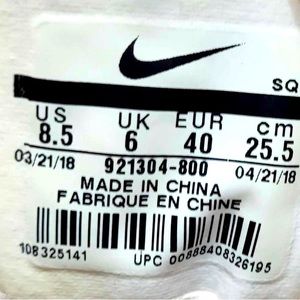 SQ
US UK EUR cm
8.5 6 40 25.5
03/21/18 921304-800 04/21/18
MADE IN CHINA
FABRIQUE EN CHINE
108325141 UPC 00888408326195